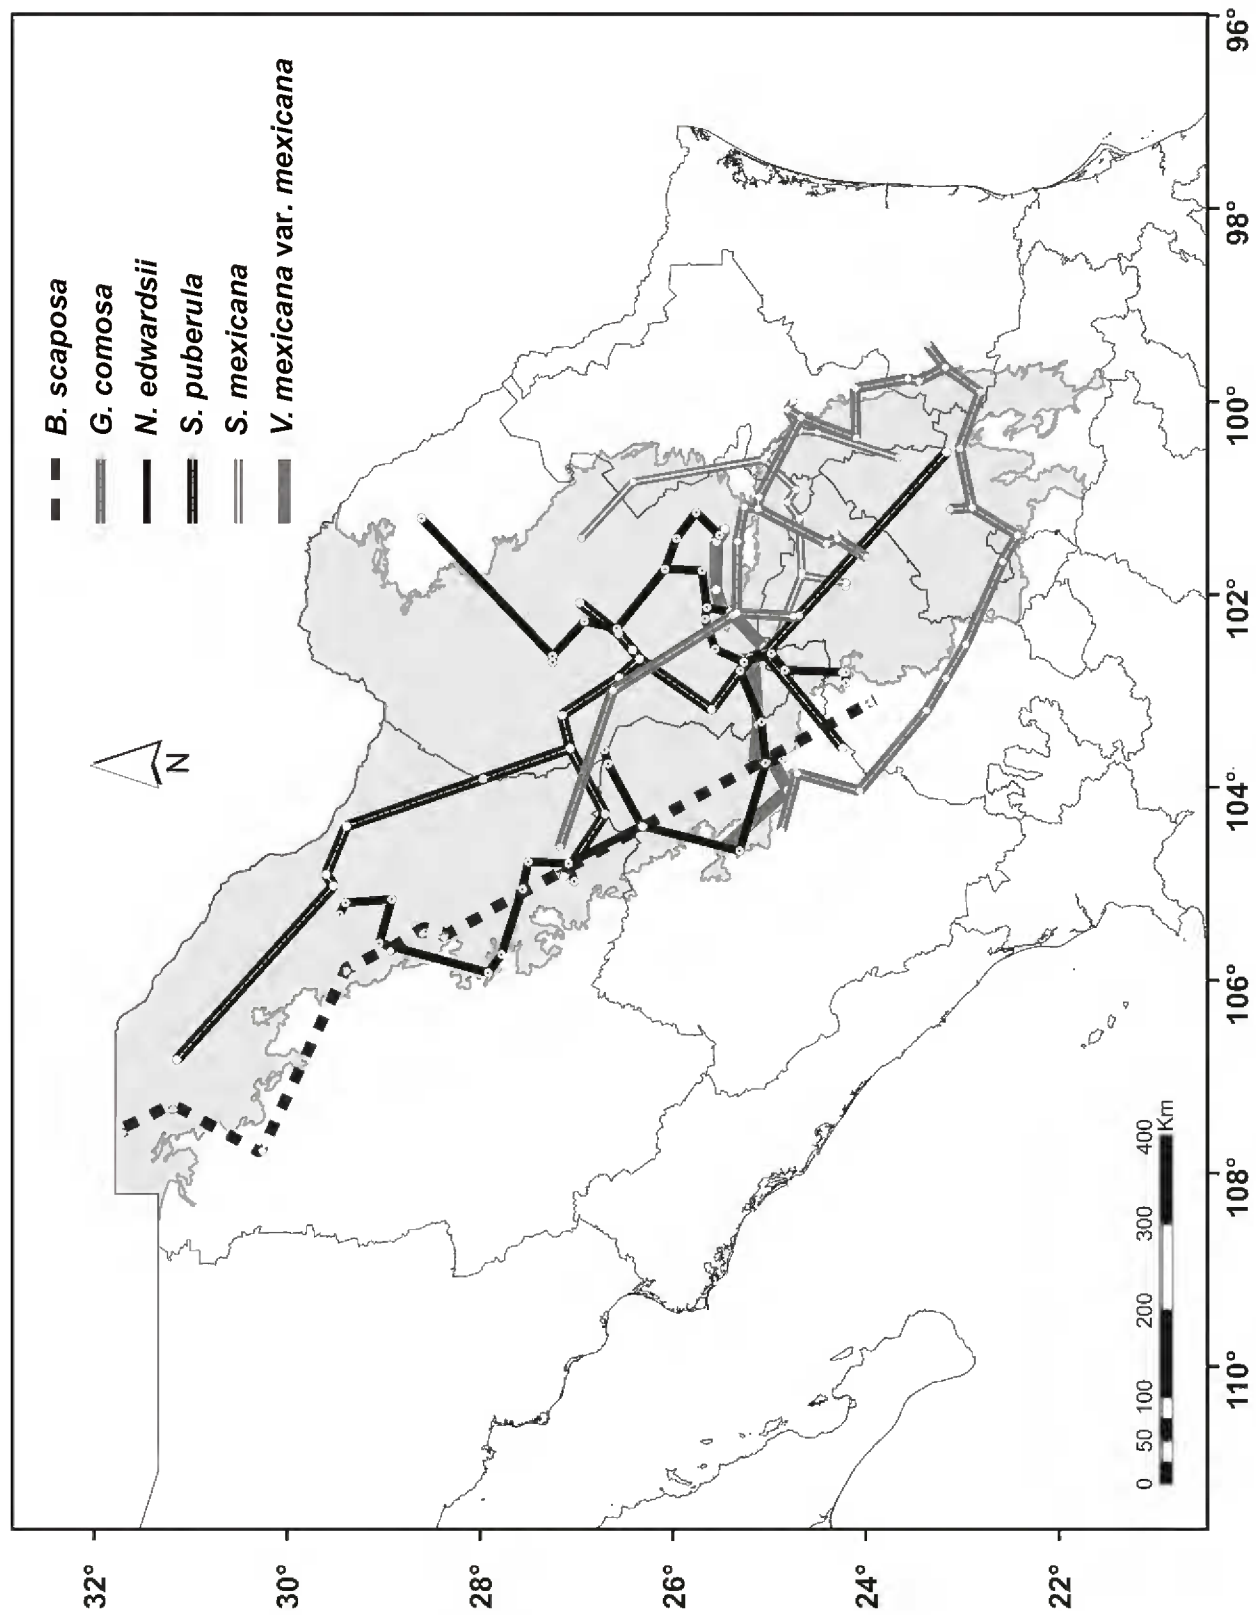 B. scaposa
G. comosa
N. edwardsii
S. puberula
S. mexicana
V. mexicana var. mexicana
N
32°
30°
28°
26°
24°
22°
110°
108°
106°
104°
102°
100°
98°
96°
0 50 100 200 300 400
Km